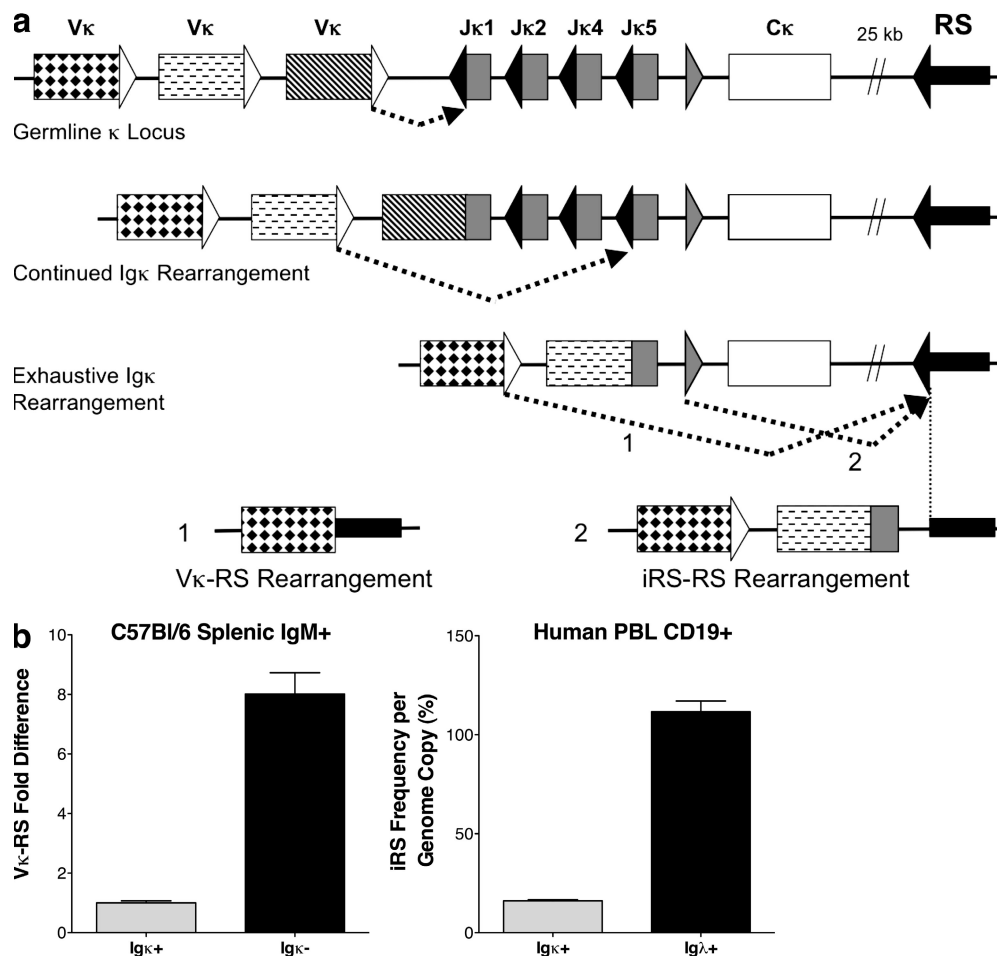 a
Vκ Vκ Vκ Jκ1 Jκ2 Jκ4 Jκ5 Cκ 25 kb RS
Germline κ Locus
Continued Igκ Rearrangement
Exhaustive Igκ
Rearrangement
1
2
1
Vκ-RS Rearrangement
2
iRS-RS Rearrangement
b
C57Bl/6 Splenic IgM+
Vκ-RS Fold Difference
10
8
6
4
2
0
Igκ+ Igκ-
Human PBL CD19+
iRS Frequency per
Genome Copy (%)
150
100
50
0
Igκ+ Igλ+